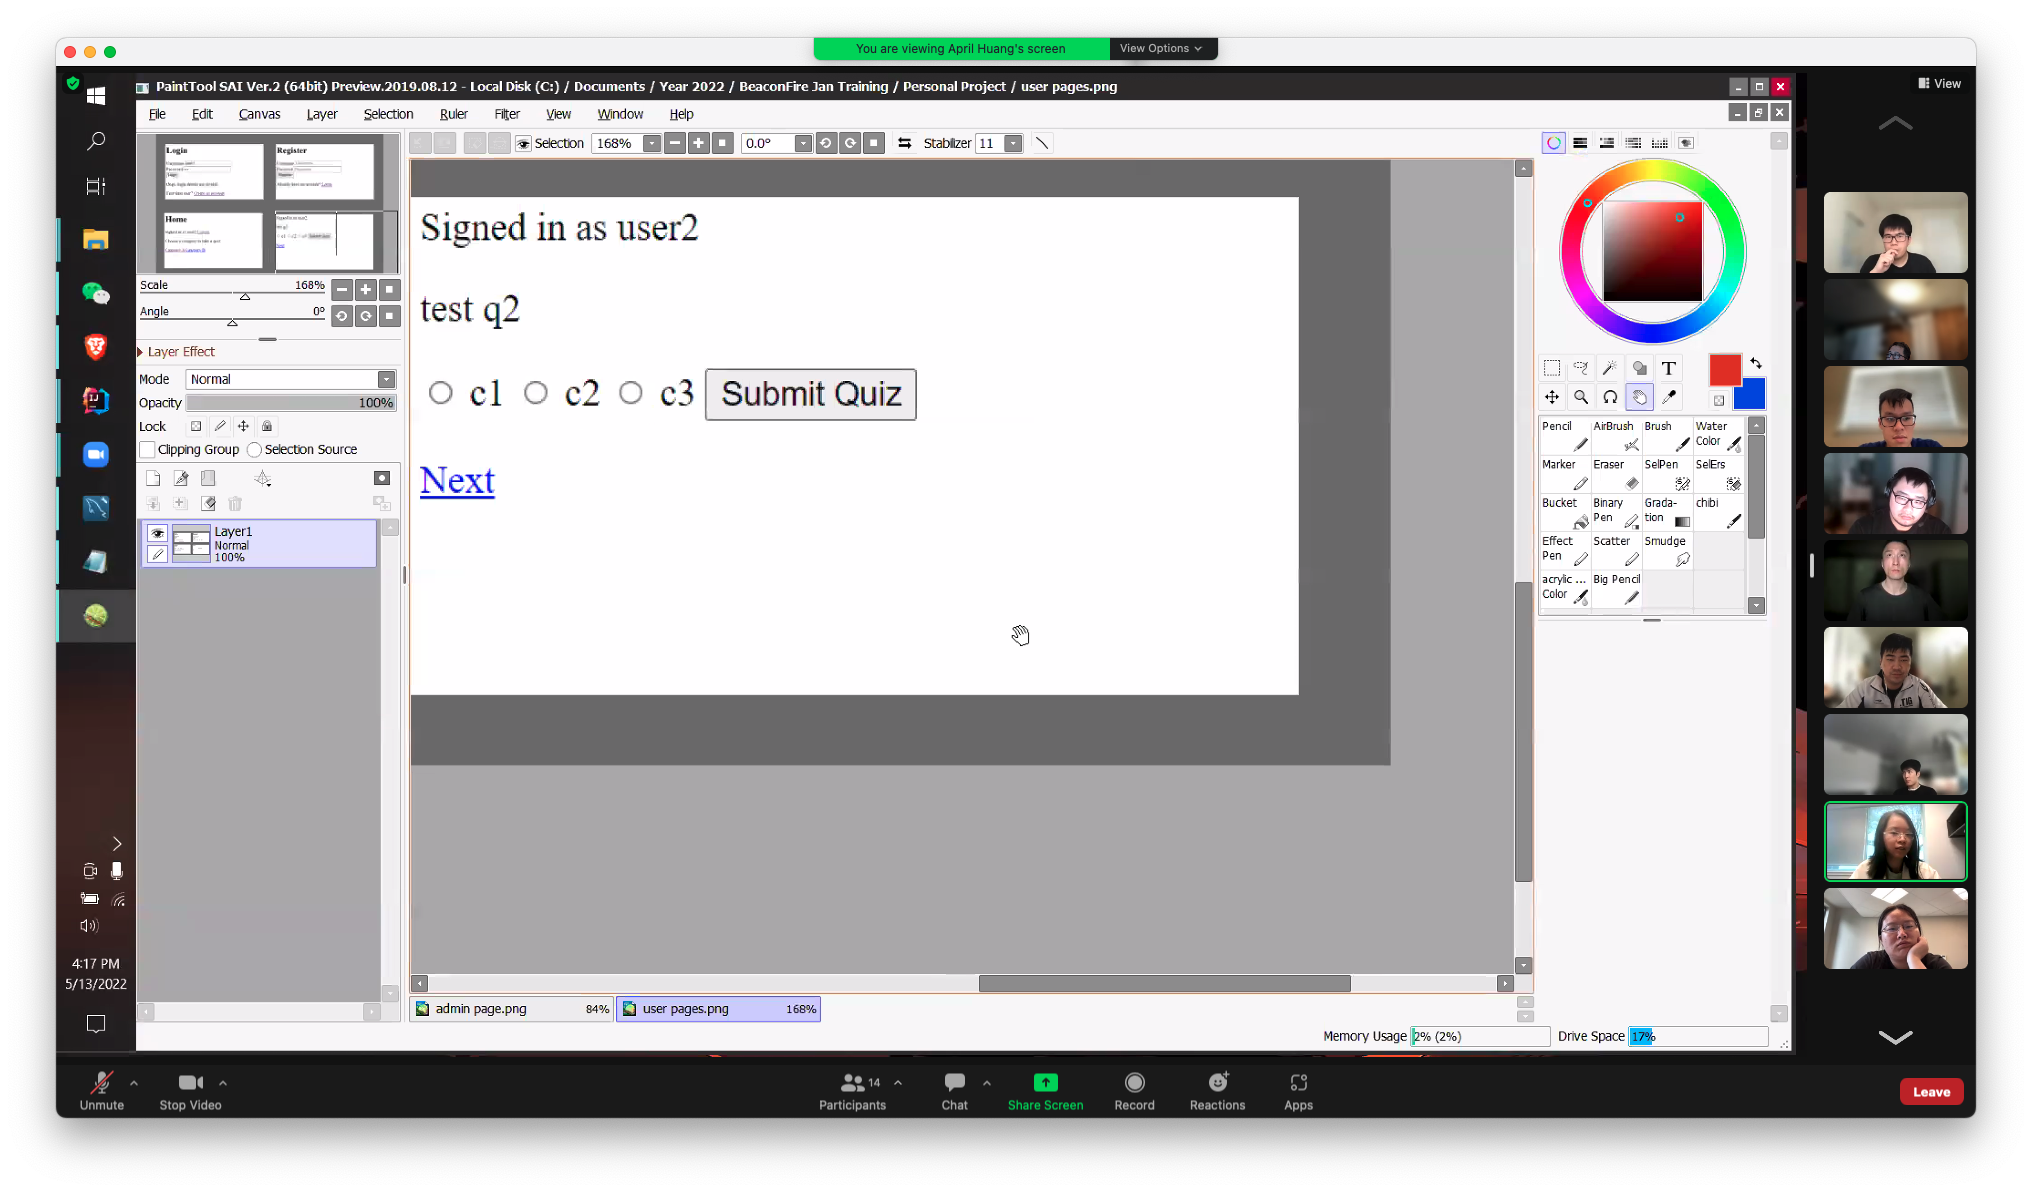 You are viewing April Huang's screen
View Options
View
PaintTool SAI Ver.2 (64bit) Preview.2019.08.12 - Local Disk (C:) / Documents / Year 2022 / BeaconFire Jan Training / Personal Project / user pages.png
File Edit Canvas Layer Selection Ruler Filter View Window Help
Selection 168% 0.0° Stabilizer 11
Login
Register
Home
Scale 168%
Angle 0°
Layer Effect
Mode Normal
Opacity 100%
Lock
Clipping Group Selection Source
Layer1
Normal
100%
Signed in as user2
test q2
c1 c2 c3 Submit Quiz
Next
T
Pencil AirBrush Brush Water Color
Marker Eraser SelPen SelErs
Bucket Binary Pen Grada-tion chibi
Effect Pen Scatter Smudge
acrylic ... Color Big Pencil
4:17 PM
5/13/2022
admin page.png 84% user pages.png 168%
Memory Usage 2% (2%) Drive Space 17%
Unmute Stop Video Participants 14 Chat Share Screen Record Reactions Apps Leave